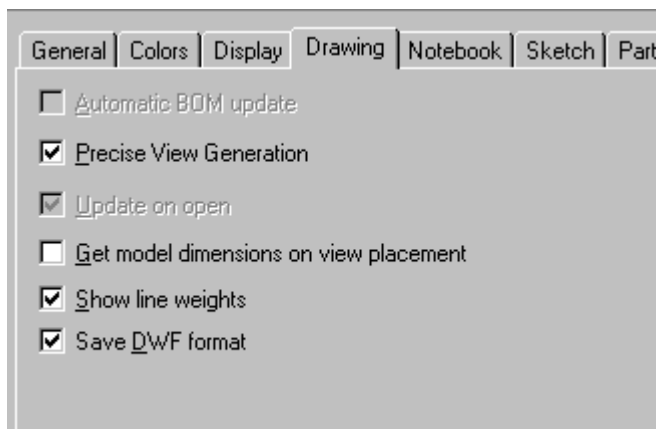 General Colors Display Drawing Notebook Sketch Part
Automatic BOM update
Precise View Generation
Update on open
Get model dimensions on view placement
Show line weights
Save DWF format